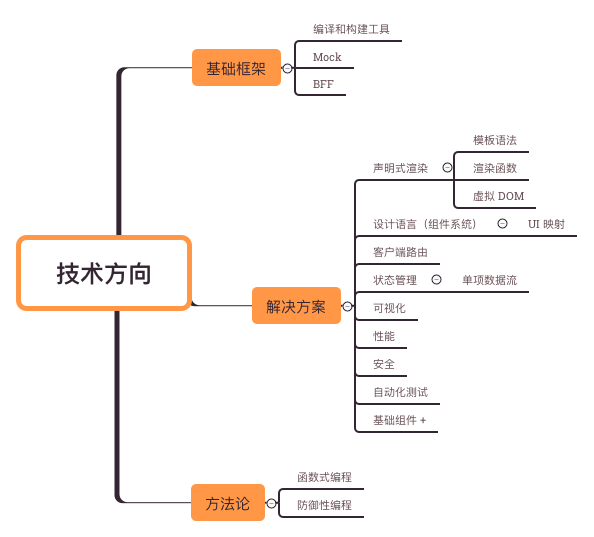 技术方向
基础框架
编译和构建工具
Mock
BFF
解决方案
声明式渲染
模板语法
渲染函数
虚拟 DOM
设计语言（组件系统）
UI 映射
客户端路由
状态管理
单项数据流
可视化
性能
安全
自动化测试
基础组件 +
方法论
函数式编程
防御性编程